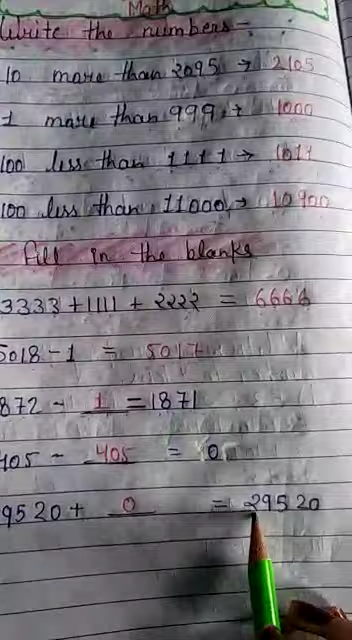 Math
Write the numbers-
10 more than 2095 → 2105
1 more than 999 → 1000
100 less than 1111 → 1011
100 less than 11000 → 10900
Fill in the blanks
3333 + 1111 + 2222 = 6666
5018 - 1 = 5017
872 - 1 = 1871
405 - 405 = 0
9520 + 0 = 29520